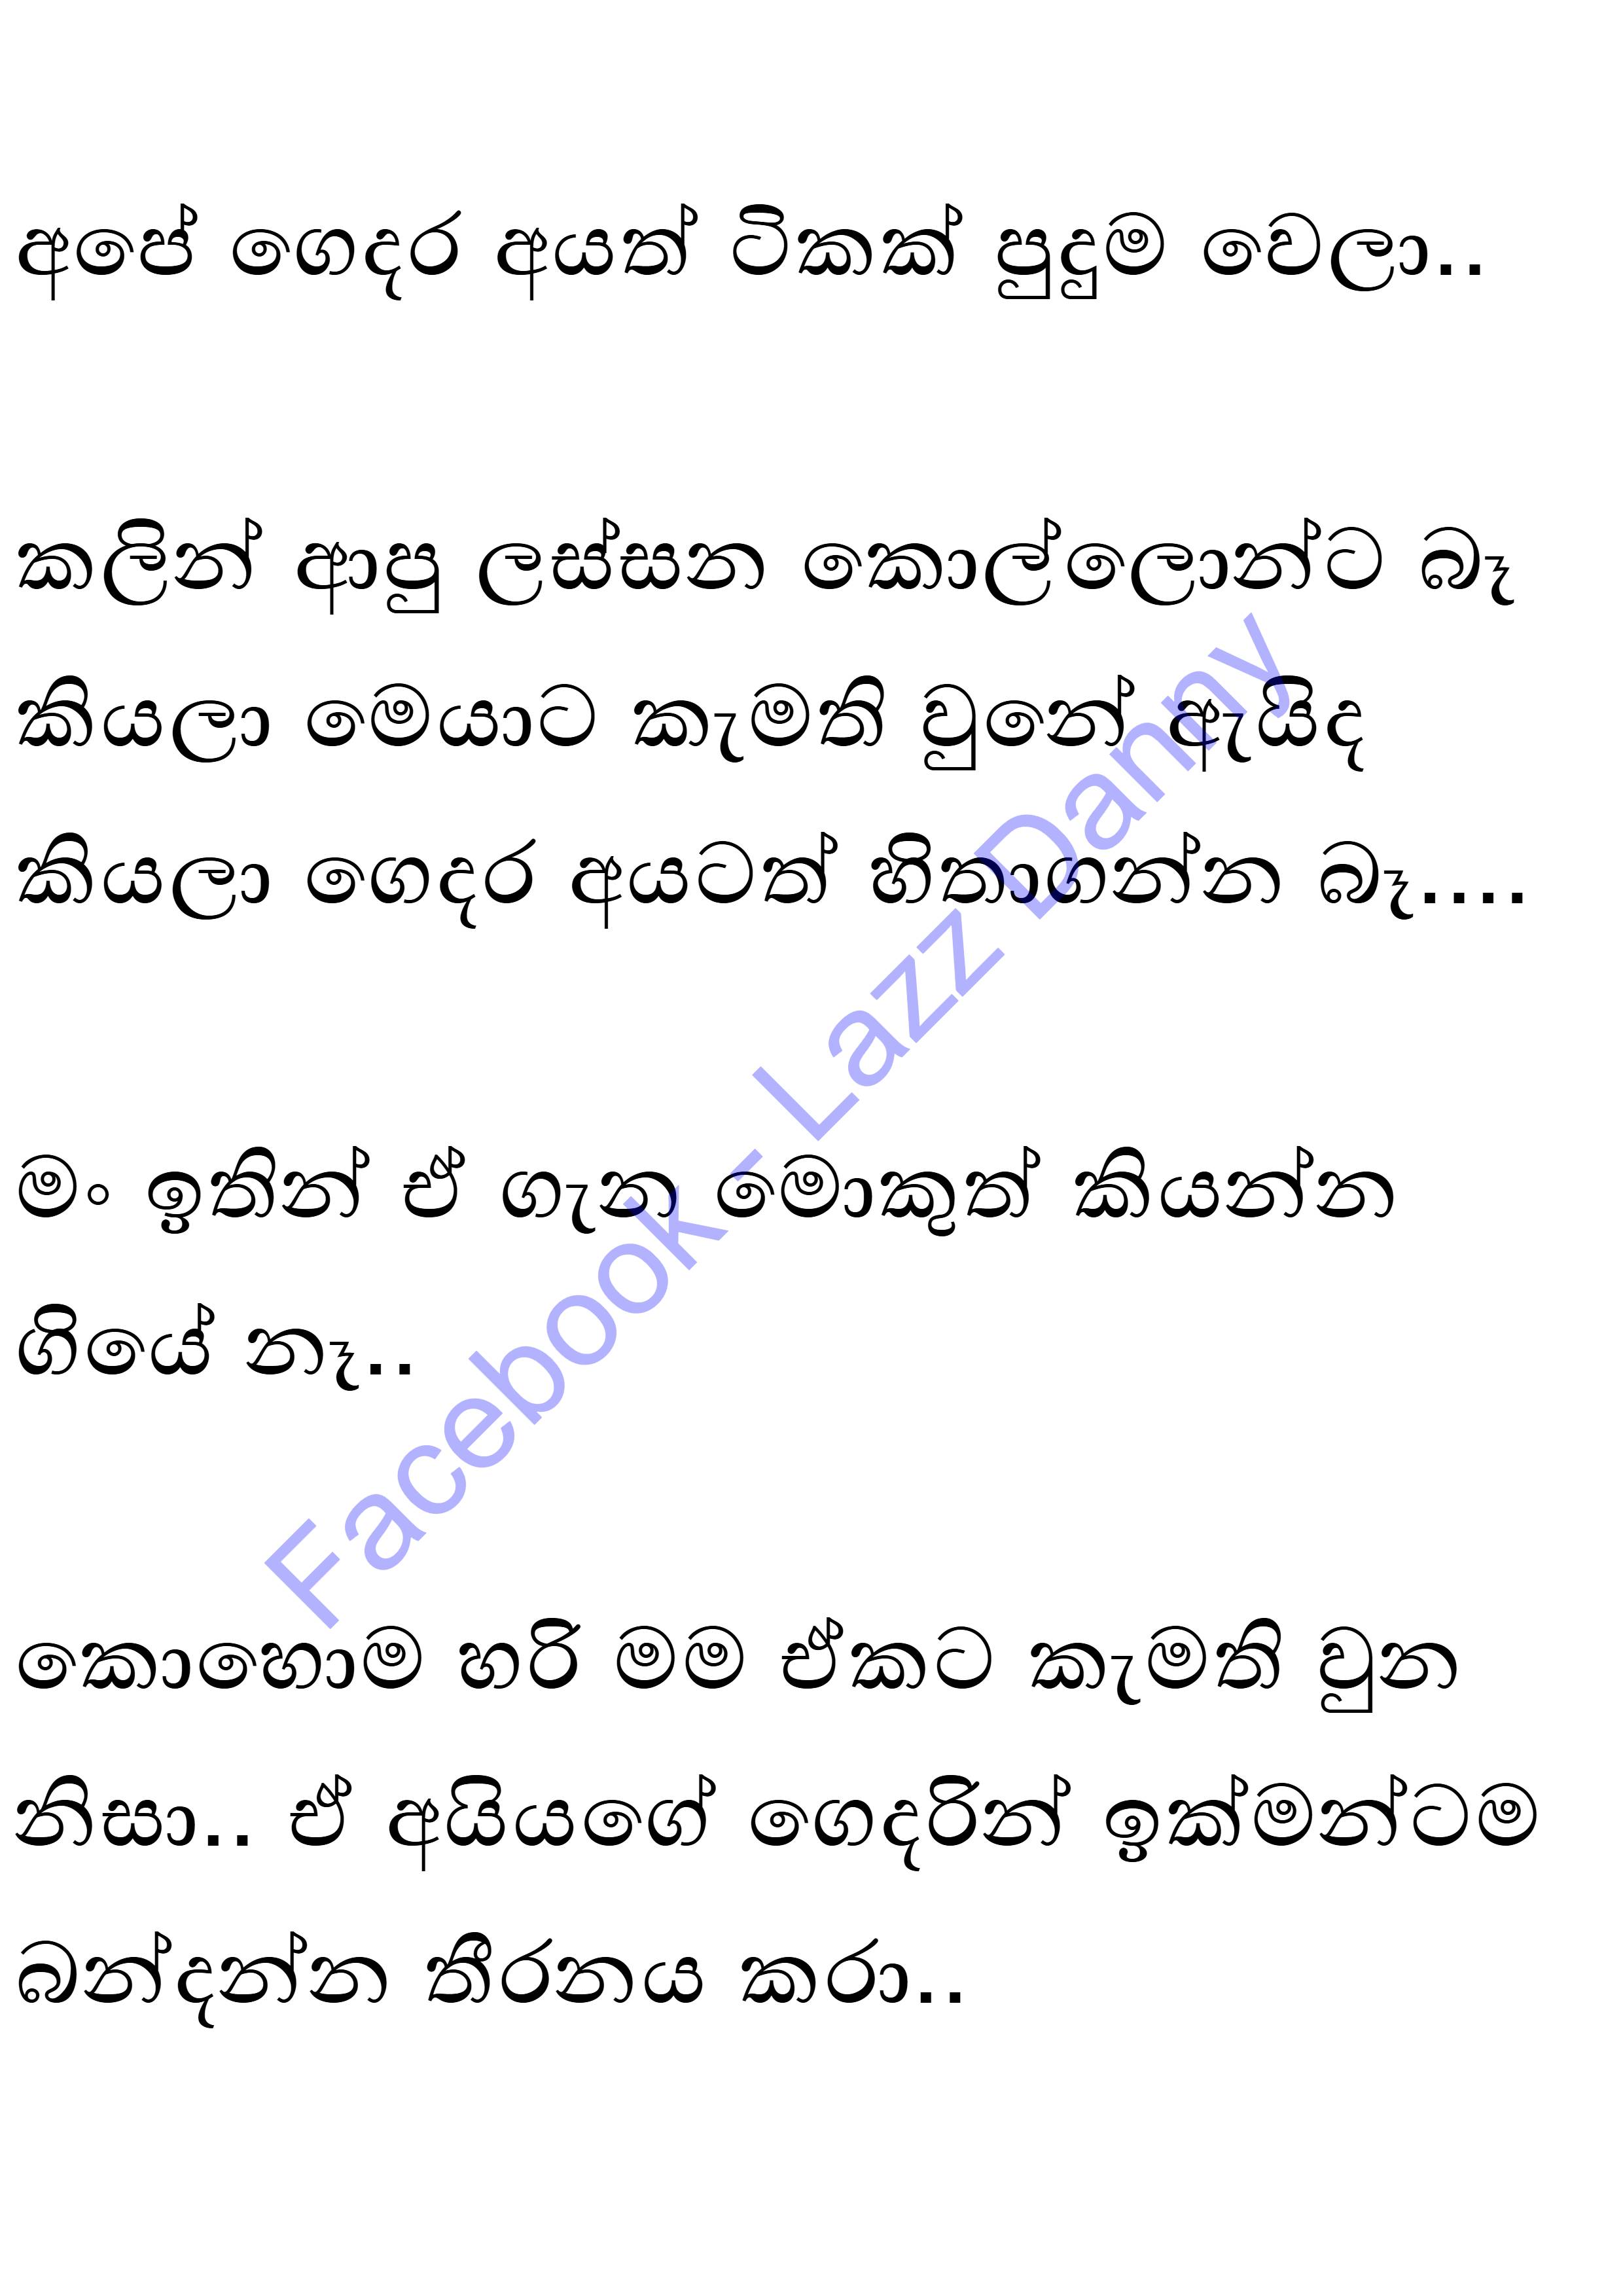 අපේ ගෙදර අයත් ටිකක් පුදුම වෙලා..
කලින් ආපු ලස්සන කොල්ලොන්ට බෑ
කියලා මෙයාට කැමති වුනේ ඇයිද
කියලා ගෙදර අයටත් හිතාගන්න බෑ....
මං ඉතින් ඒ ගැන මොකුත් කියන්න
ගියේ නෑ..
කොහොම හරි මම ඒකට කැමති වුන
නිසා.. ඒ අයියගේ ගෙදරින් ඉක්මන්ටම
බන්දන්න තීරනය කරා..
Facebook - Lazz Danny